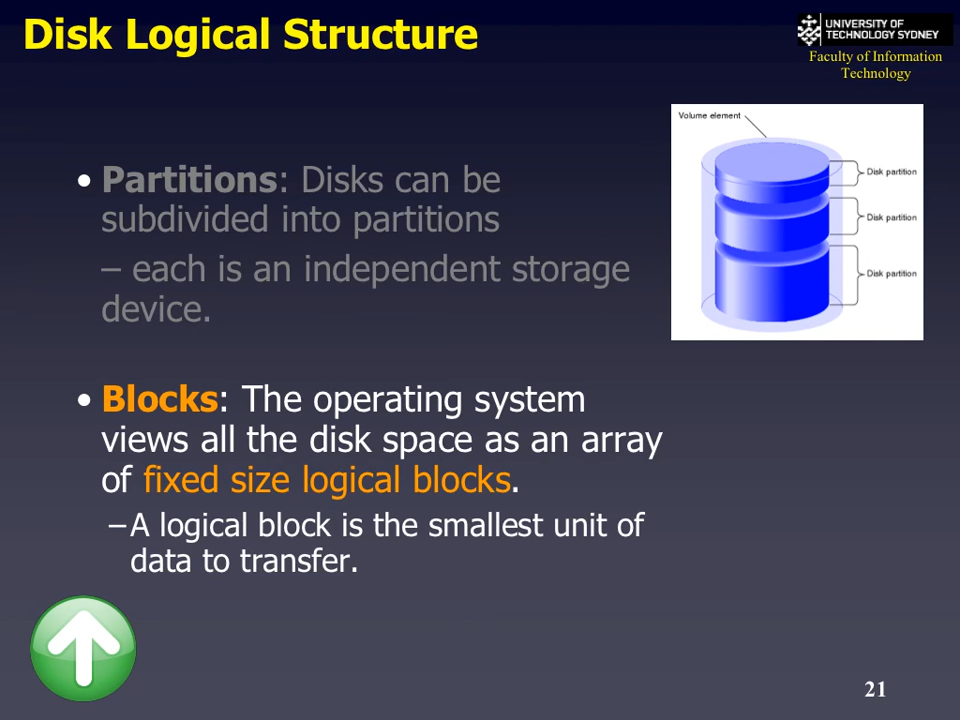 Disk Logical Structure
UNIVERSITY OF
TECHNOLOGY SYDNEY
Faculty of Information
Technology
• Partitions: Disks can be
subdivided into partitions
– each is an independent storage
device.
Volume element
Disk partition
Disk partition
Disk partition
• Blocks: The operating system
views all the disk space as an array
of fixed size logical blocks.
– A logical block is the smallest unit of
data to transfer.
21